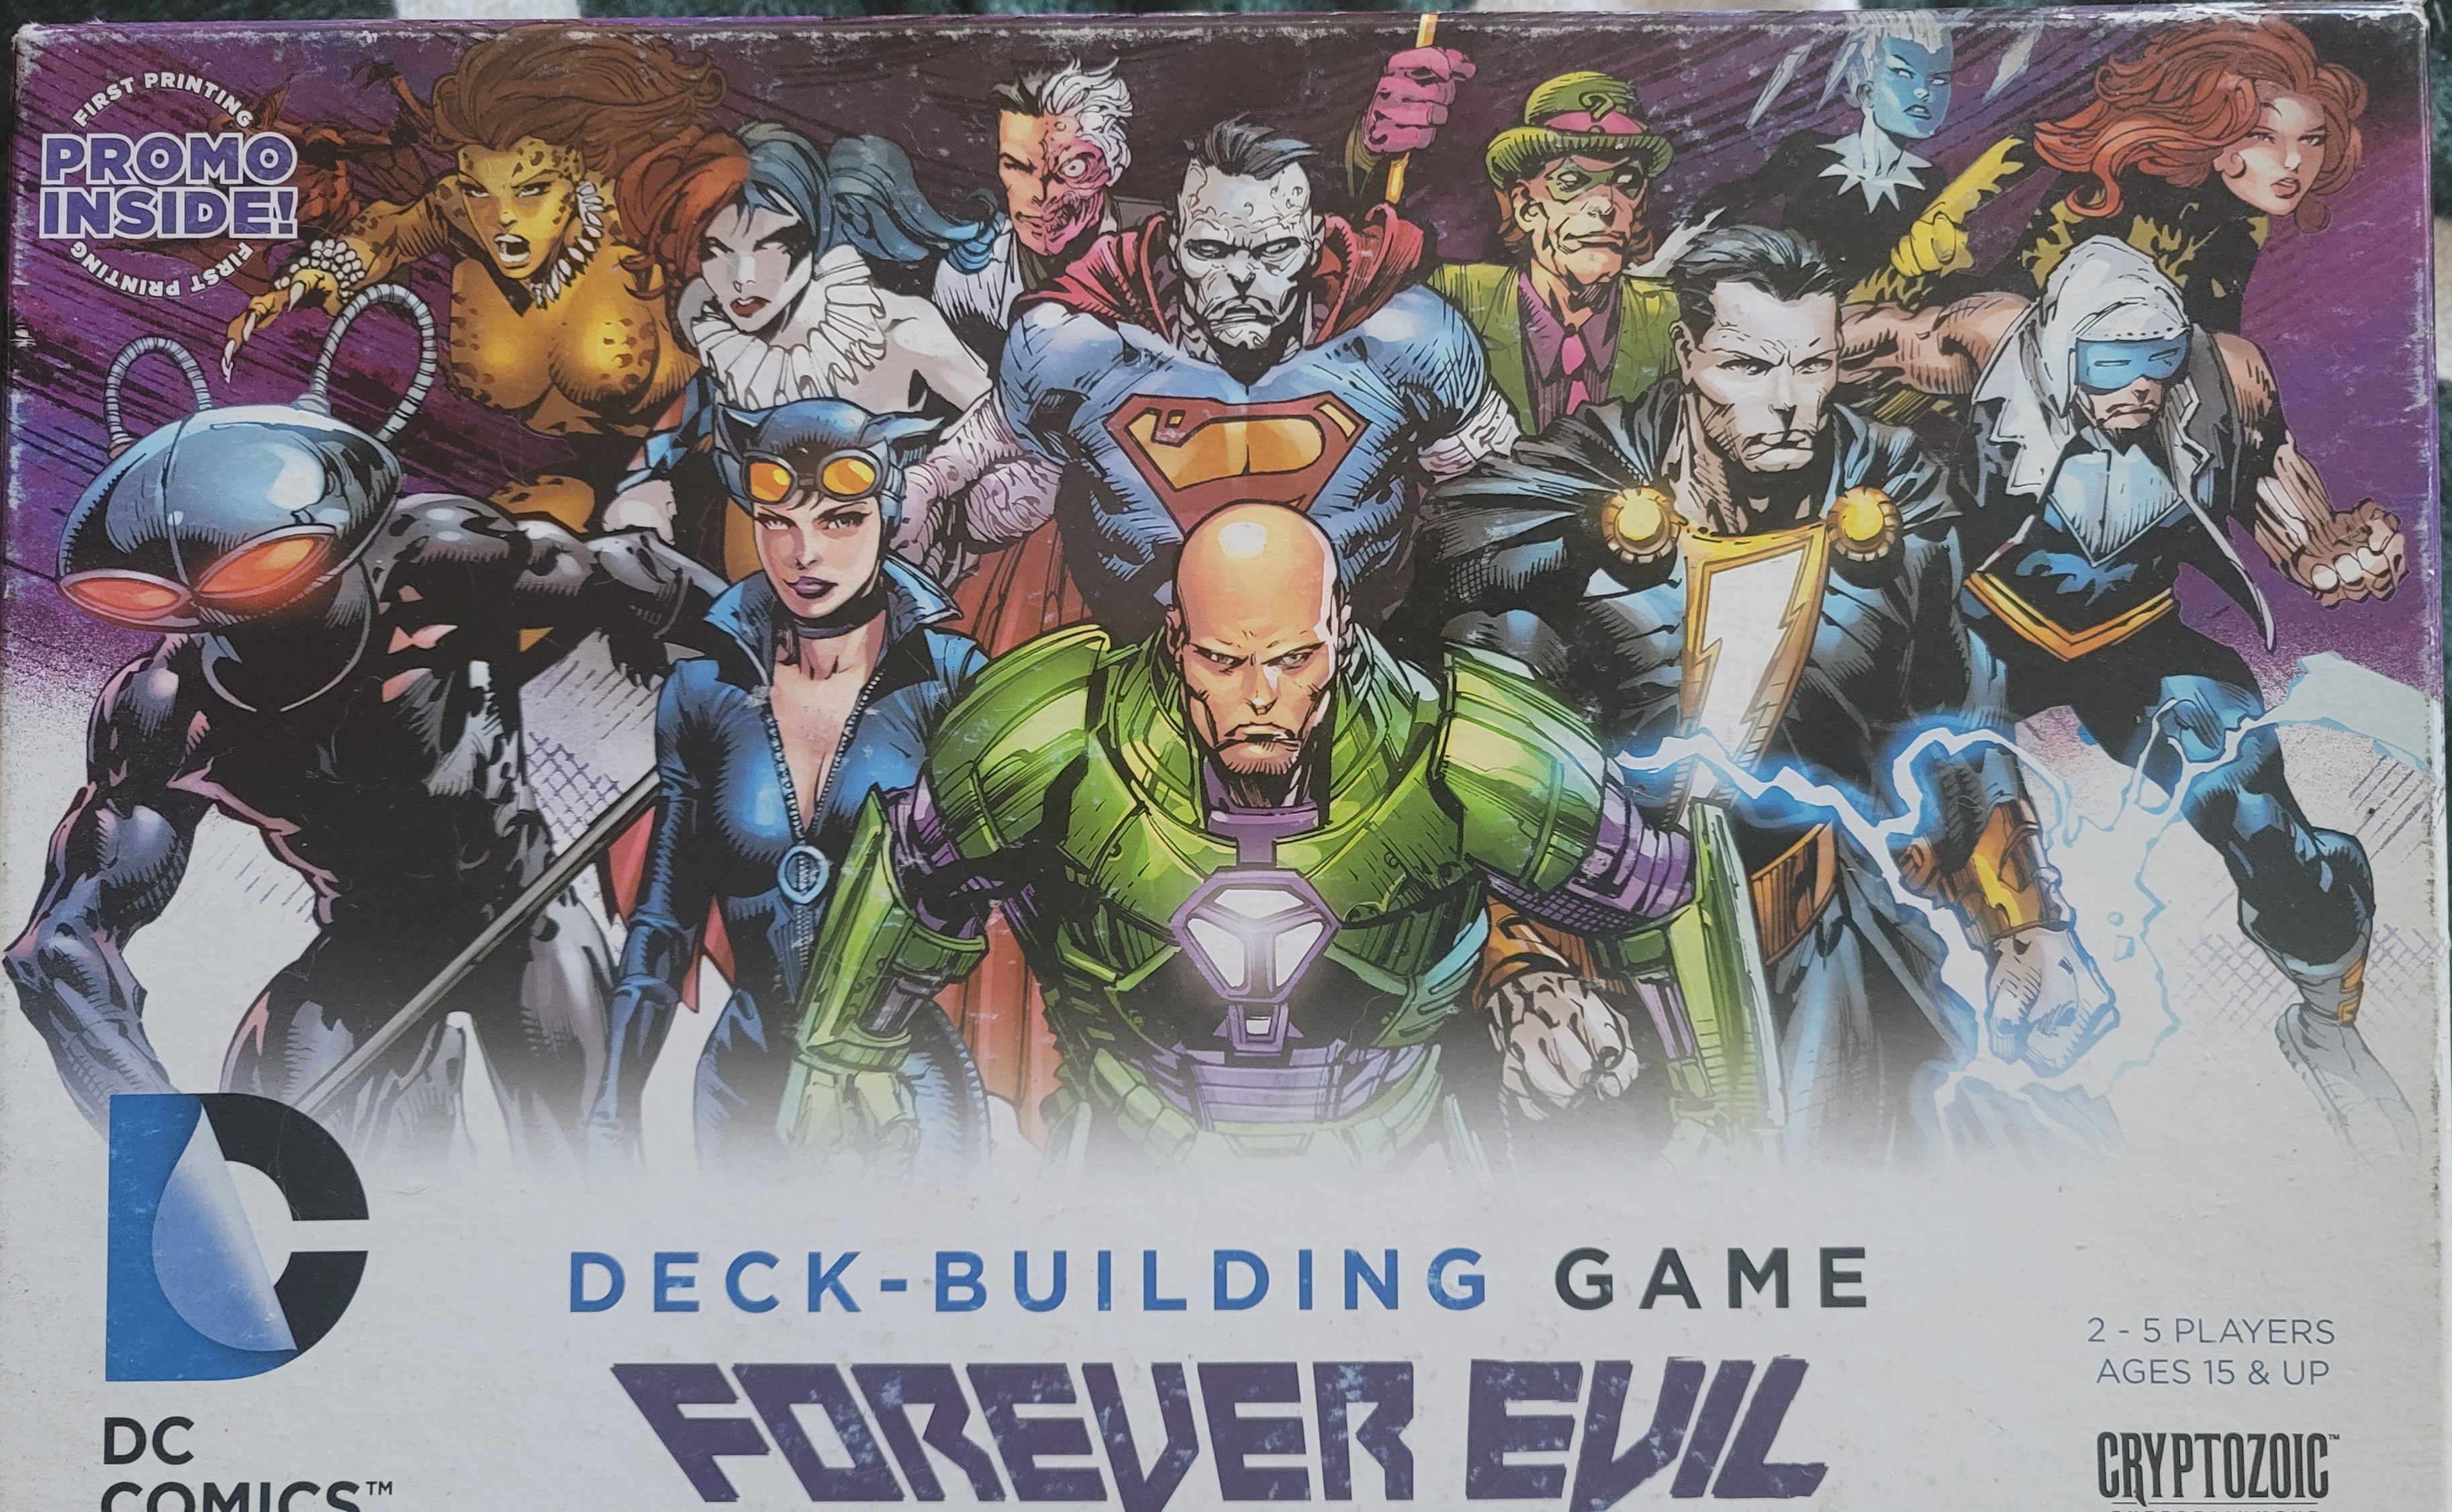 FIRST PRINTING
PROMO
INSIDE!
FIRST PRINTING
DECK-BUILDING GAME
FOREVER EVIL
2 - 5 PLAYERS
AGES 15 & UP
DC
COMICS™
CRYPTOZOIC™